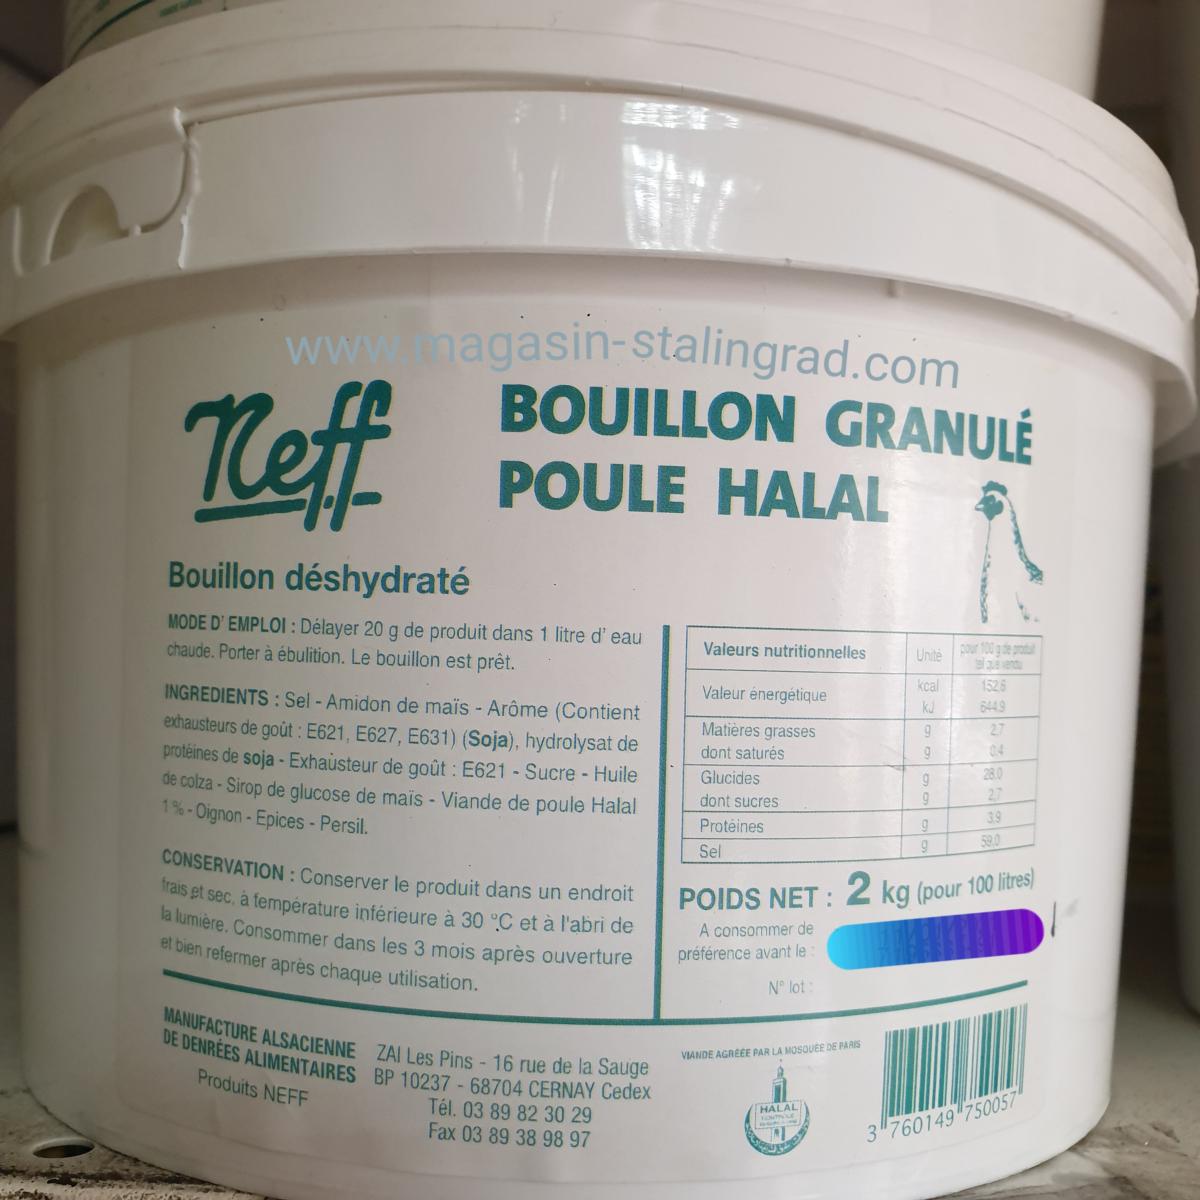 www.magasin-stalingrad.com
Neff
BOUILLON GRANULÉ
POULE HALAL
Bouillon déshydraté
MODE D' EMPLOI : Délayer 20 g de produit dans 1 litre d' eau
chaude. Porter à ébulition. Le bouillon est prêt.
INGREDIENTS : Sel - Amidon de maïs - Arôme (Contient
exhausteurs de goût : E621, E627, E631) (Soja), hydrolysat de
protéines de soja - Exhausteur de goût : E621 - Sucre - Huile
de colza - Sirop de glucose de maïs - Viande de poule Halal
1 % - Oignon - Epices - Persil.
CONSERVATION : Conserver le produit dans un endroit
frais et sec, à température inférieure à 30 °C et à l'abri de
la lumière. Consommer dans les 3 mois après ouverture
et bien refermer après chaque utilisation.
Valeurs nutritionnelles Unité pour 100 g de produit
tel que vendu
Valeur énergétique kcal 152,6
kJ 644,9
Matières grasses g 2,7
dont saturés g 0,4
Glucides g 28,0
dont sucres g 2,7
Protéines g 3,9
Sel g 59,0
POIDS NET : 2 kg (pour 100 litres)
A consommer de
préférence avant le :
N° lot :
MANUFACTURE ALSACIENNE
DE DENRÉES ALIMENTAIRES
Produits NEFF
ZAI Les Pins - 16 rue de la Sauge
BP 10237 - 68704 CERNAY Cedex
Tél. 03 89 82 30 29
Fax 03 89 38 98 97
VIANDE AGRÉÉE PAR LA MOSQUÉE DE PARIS
HALAL
3 760149 750057